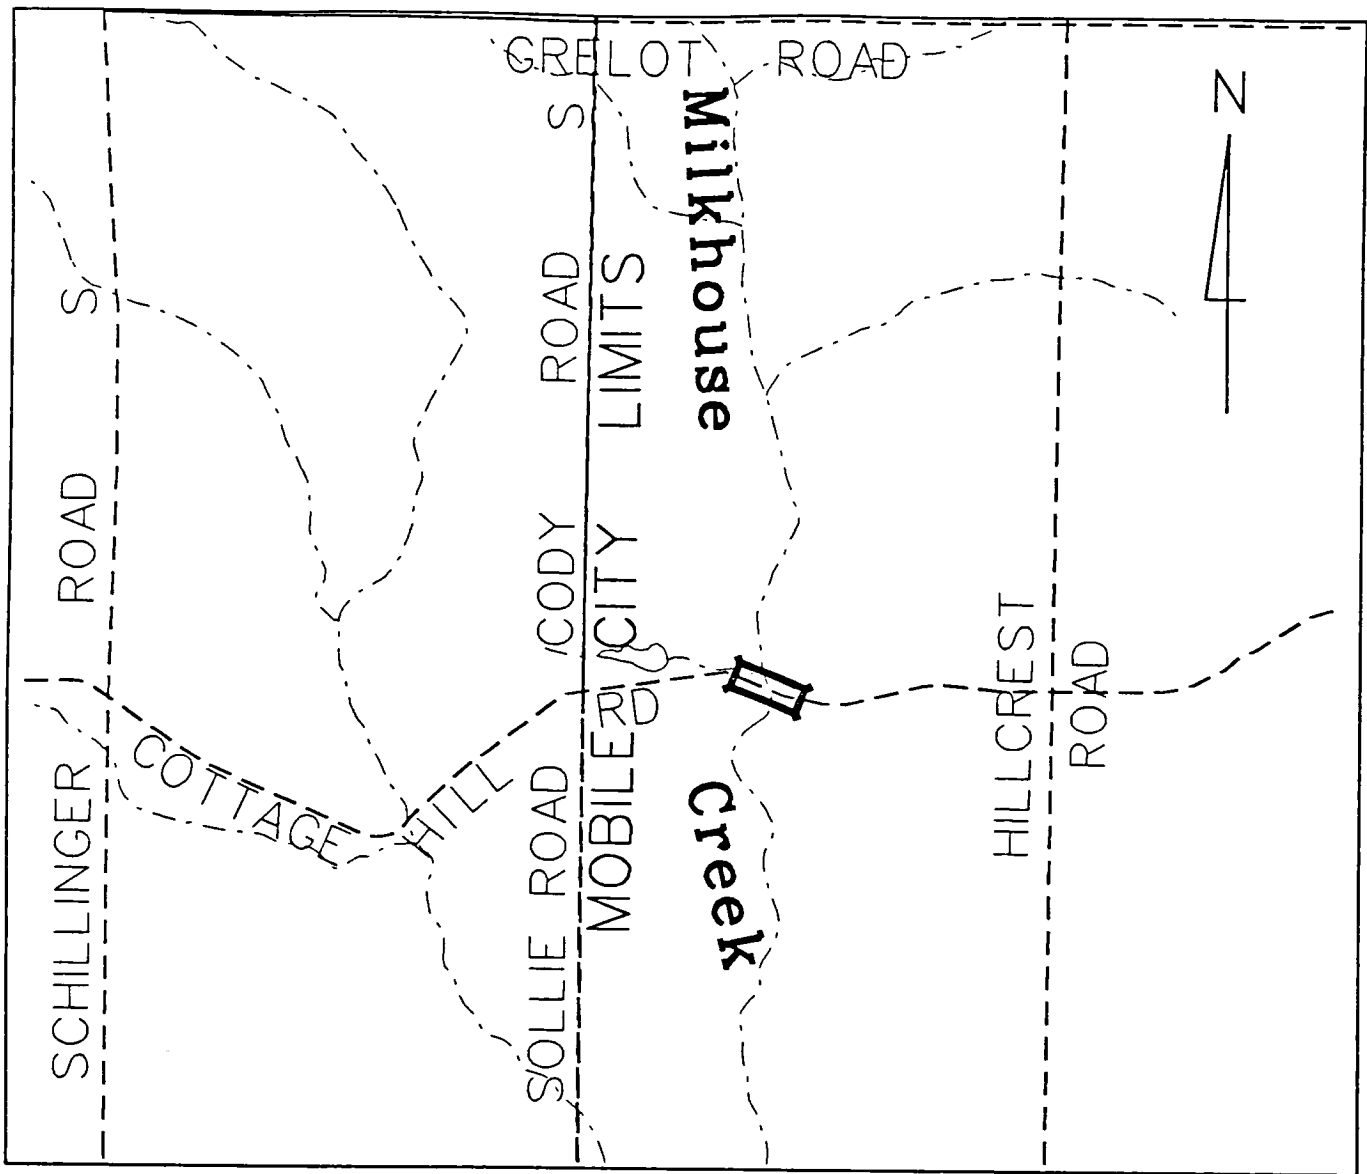 GRELOT ROAD
N
SCHILLINGER ROAD S
CODY ROAD S
MOBILE CITY LIMITS
Milkhouse Creek
COTTAGE HILL RD
SOLLIE ROAD
HILLCREST ROAD